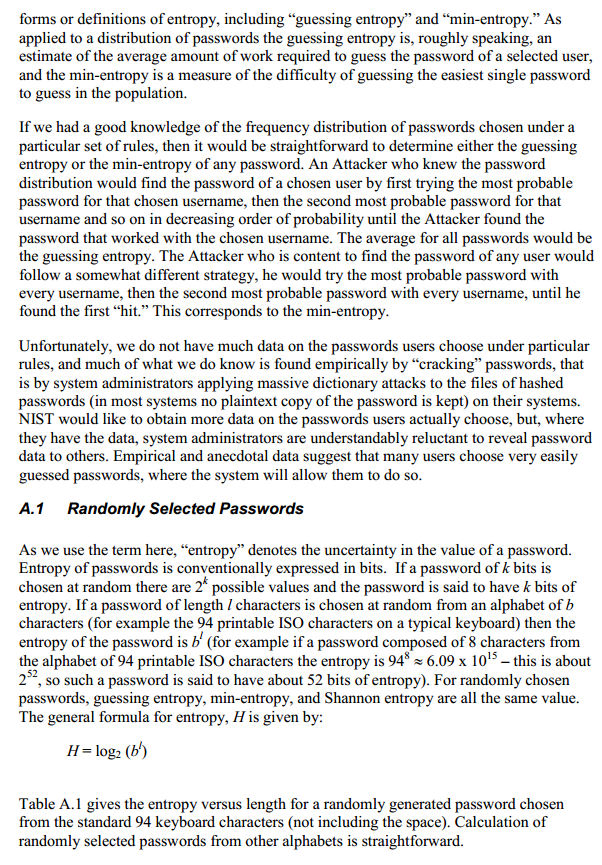 forms or definitions of entropy, including “guessing entropy” and “min-entropy.” As
applied to a distribution of passwords the guessing entropy is, roughly speaking, an
estimate of the average amount of work required to guess the password of a selected user,
and the min-entropy is a measure of the difficulty of guessing the easiest single password
to guess in the population.
If we had a good knowledge of the frequency distribution of passwords chosen under a
particular set of rules, then it would be straightforward to determine either the guessing
entropy or the min-entropy of any password. An Attacker who knew the password
distribution would find the password of a chosen user by first trying the most probable
password for that chosen username, then the second most probable password for that
username and so on in decreasing order of probability until the Attacker found the
password that worked with the chosen username. The average for all passwords would be
the guessing entropy. The Attacker who is content to find the password of any user would
follow a somewhat different strategy, he would try the most probable password with
every username, then the second most probable password with every username, until he
found the first “hit.” This corresponds to the min-entropy.
Unfortunately, we do not have much data on the passwords users choose under particular
rules, and much of what we do know is found empirically by “cracking” passwords, that
is by system administrators applying massive dictionary attacks to the files of hashed
passwords (in most systems no plaintext copy of the password is kept) on their systems.
NIST would like to obtain more data on the passwords users actually choose, but, where
they have the data, system administrators are understandably reluctant to reveal password
data to others. Empirical and anecdotal data suggest that many users choose very easily
guessed passwords, where the system will allow them to do so.
A.1 Randomly Selected Passwords
As we use the term here, “entropy” denotes the uncertainty in the value of a password.
Entropy of passwords is conventionally expressed in bits. If a password of k bits is
chosen at random there are 2^k possible values and the password is said to have k bits of
entropy. If a password of length l characters is chosen at random from an alphabet of b
characters (for example the 94 printable ISO characters on a typical keyboard) then the
entropy of the password is b^l (for example if a password composed of 8 characters from
the alphabet of 94 printable ISO characters the entropy is 94⁸ ≈ 6.09 x 10¹⁵ – this is about
2⁵², so such a password is said to have about 52 bits of entropy). For randomly chosen
passwords, guessing entropy, min-entropy, and Shannon entropy are all the same value.
The general formula for entropy, H is given by:
H = log₂ (b^l)
Table A.1 gives the entropy versus length for a randomly generated password chosen
from the standard 94 keyboard characters (not including the space). Calculation of
randomly selected passwords from other alphabets is straightforward.